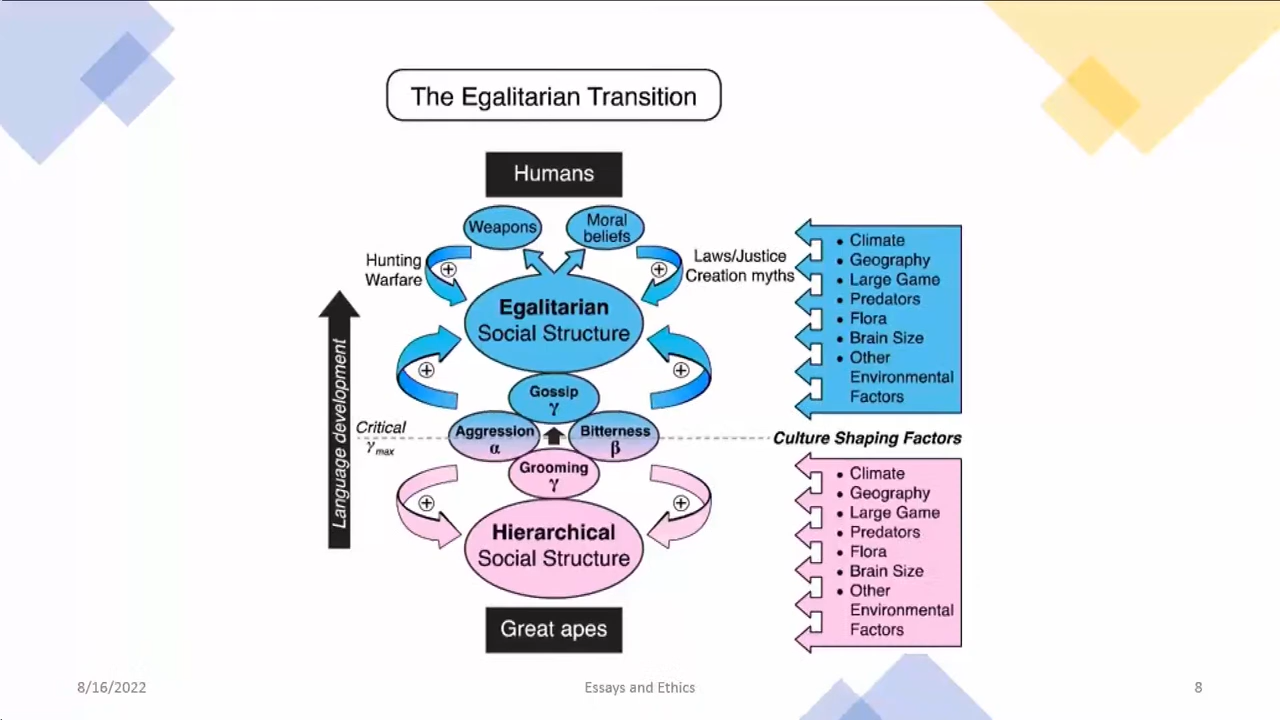 The Egalitarian Transition
Humans
Weapons
Moral
beliefs
Hunting
Warfare
Laws/Justice
Creation myths
Egalitarian
Social Structure
Gossip
γ
Aggression
α
Bitterness
β
Grooming
γ
Hierarchical
Social Structure
Great apes
Language development
Critical
γmax
• Climate
• Geography
• Large Game
• Predators
• Flora
• Brain Size
• Other
Environmental
Factors
Culture Shaping Factors
• Climate
• Geography
• Large Game
• Predators
• Flora
• Brain Size
• Other
Environmental
Factors
8/16/2022
Essays and Ethics
8